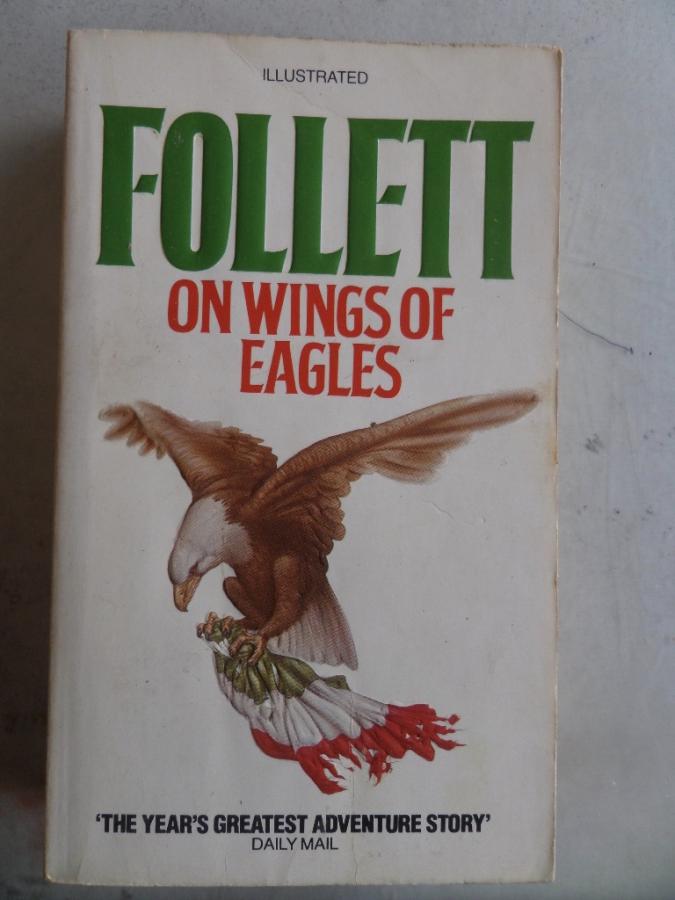 ILLUSTRATED
FOLLETT
ON WINGS OF
EAGLES
'THE YEAR'S GREATEST ADVENTURE STORY'
DAILY MAIL